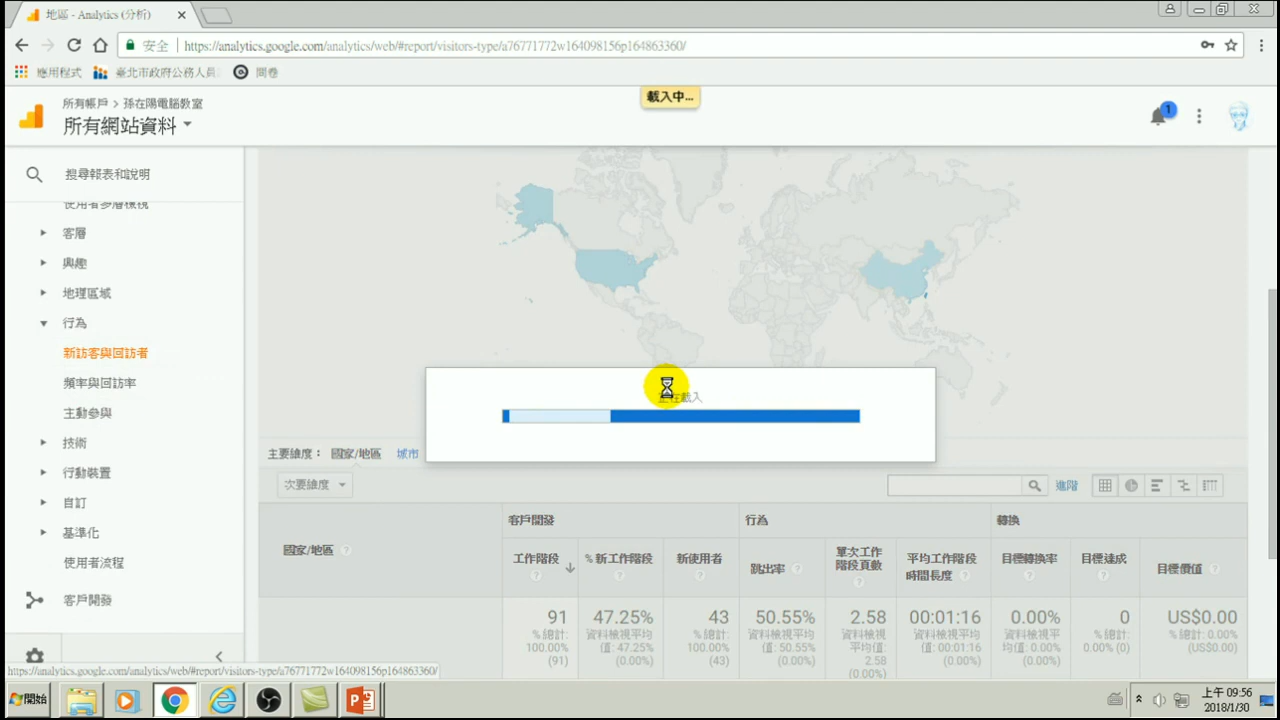 地區 - Analytics (分析)
安全 https://analytics.google.com/analytics/web/#report/visitors-type/a76771772w164098156p164863360/
應用程式 臺北市政府公務人員 問卷
載入中...
所有帳戶 > 孫在陽電腦教室
所有網站資料
1
搜尋報表和說明
使用者多層檢視
客層
興趣
地理區域
行為
新訪客與回訪者
頻率與回訪率
主動參與
技術
行動裝置
自訂
基準化
使用者流程
客戶開發
正在載入
主要維度： 國家/地區 城市
次要維度 進階
客戶開發 行為 轉換
國家/地區
工作階段 % 新工作階段 新使用者 跳出率 單次工作階段頁數 平均工作階段時間長度 目標轉換率 目標達成 目標價值
91 47.25% 43 50.55% 2.58 00:01:16 0.00% 0 US$0.00
% 總計: 100.00% (91)
資料檢視平均值: 47.25% (0.00%)
% 總計: 100.00% (43)
資料檢視平均值: 50.55% (0.00%)
資料檢視平均值: 2.58 (0.00%)
資料檢視平均值: 00:01:16 (0.00%)
資料檢視平均值: 0.00% (0.00%)
% 總計: 0.00% (0)
% 總計: 0.00% (US$0.00)
https://analytics.google.com/analytics/web/#report/visitors-type/a76771772w164098156p164863360/
開始
上午 09:56
2018/1/30